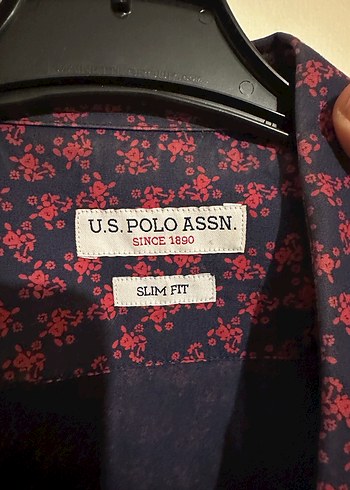 U.S. POLO ASSN.
SINCE 1890
SLIM FIT